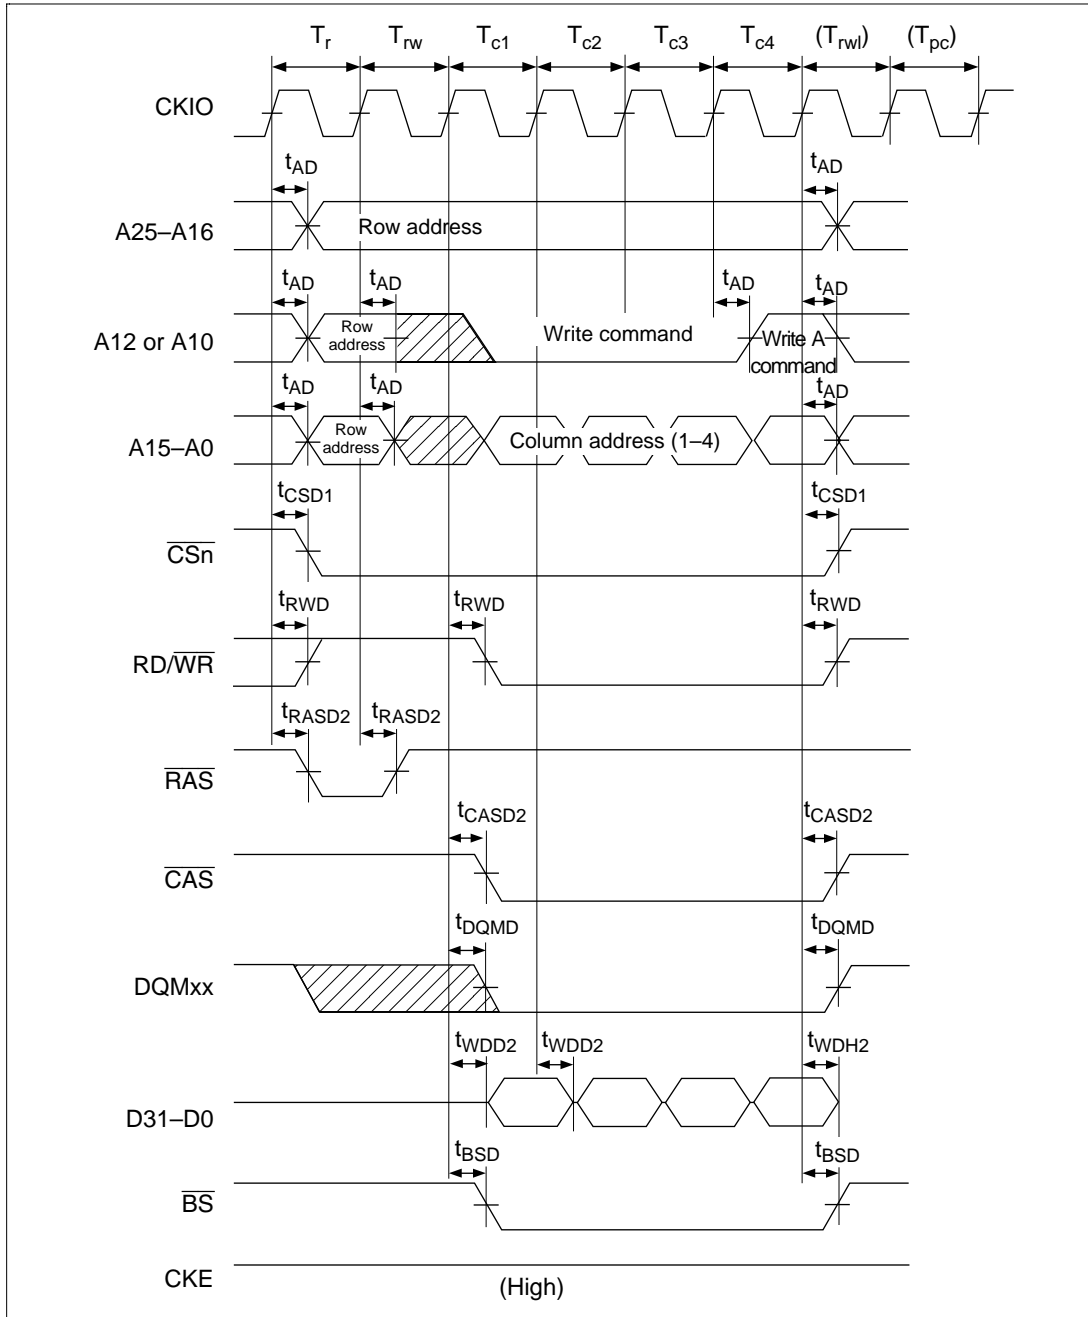 Tr Trw Tc1 Tc2 Tc3 Tc4 (Trwl) (Tpc)
CKIO
tAD tAD
A25–A16 Row address
tAD tAD tAD tAD
A12 or A10 Row address Write command Write A command
tAD tAD tAD
A15–A0 Row address Column address (1–4)
tCSD1 tCSD1
CSn
tRWD tRWD tRWD
RD/WR
tRASD2 tRASD2
RAS
tCASD2 tCASD2
CAS
tDQMD tDQMD
DQMxx
tWDD2 tWDD2 tWDH2
D31–D0
tBSD tBSD
BS
CKE (High)